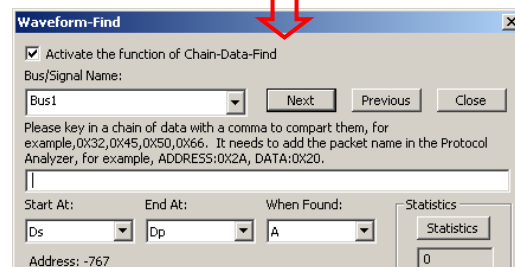 Waveform-Find
Activate the function of Chain-Data-Find
Bus/Signal Name:
Bus1
Next Previous Close
Please key in a chain of data with a comma to compart them, for
example,0X32,0X45,0X50,0X66. It needs to add the packet name in the Protocol
Analyzer, for example, ADDRESS:0X2A, DATA:0X20.
Start At: End At: When Found: Statistics
Ds Dp A Statistics
Address: -767 0